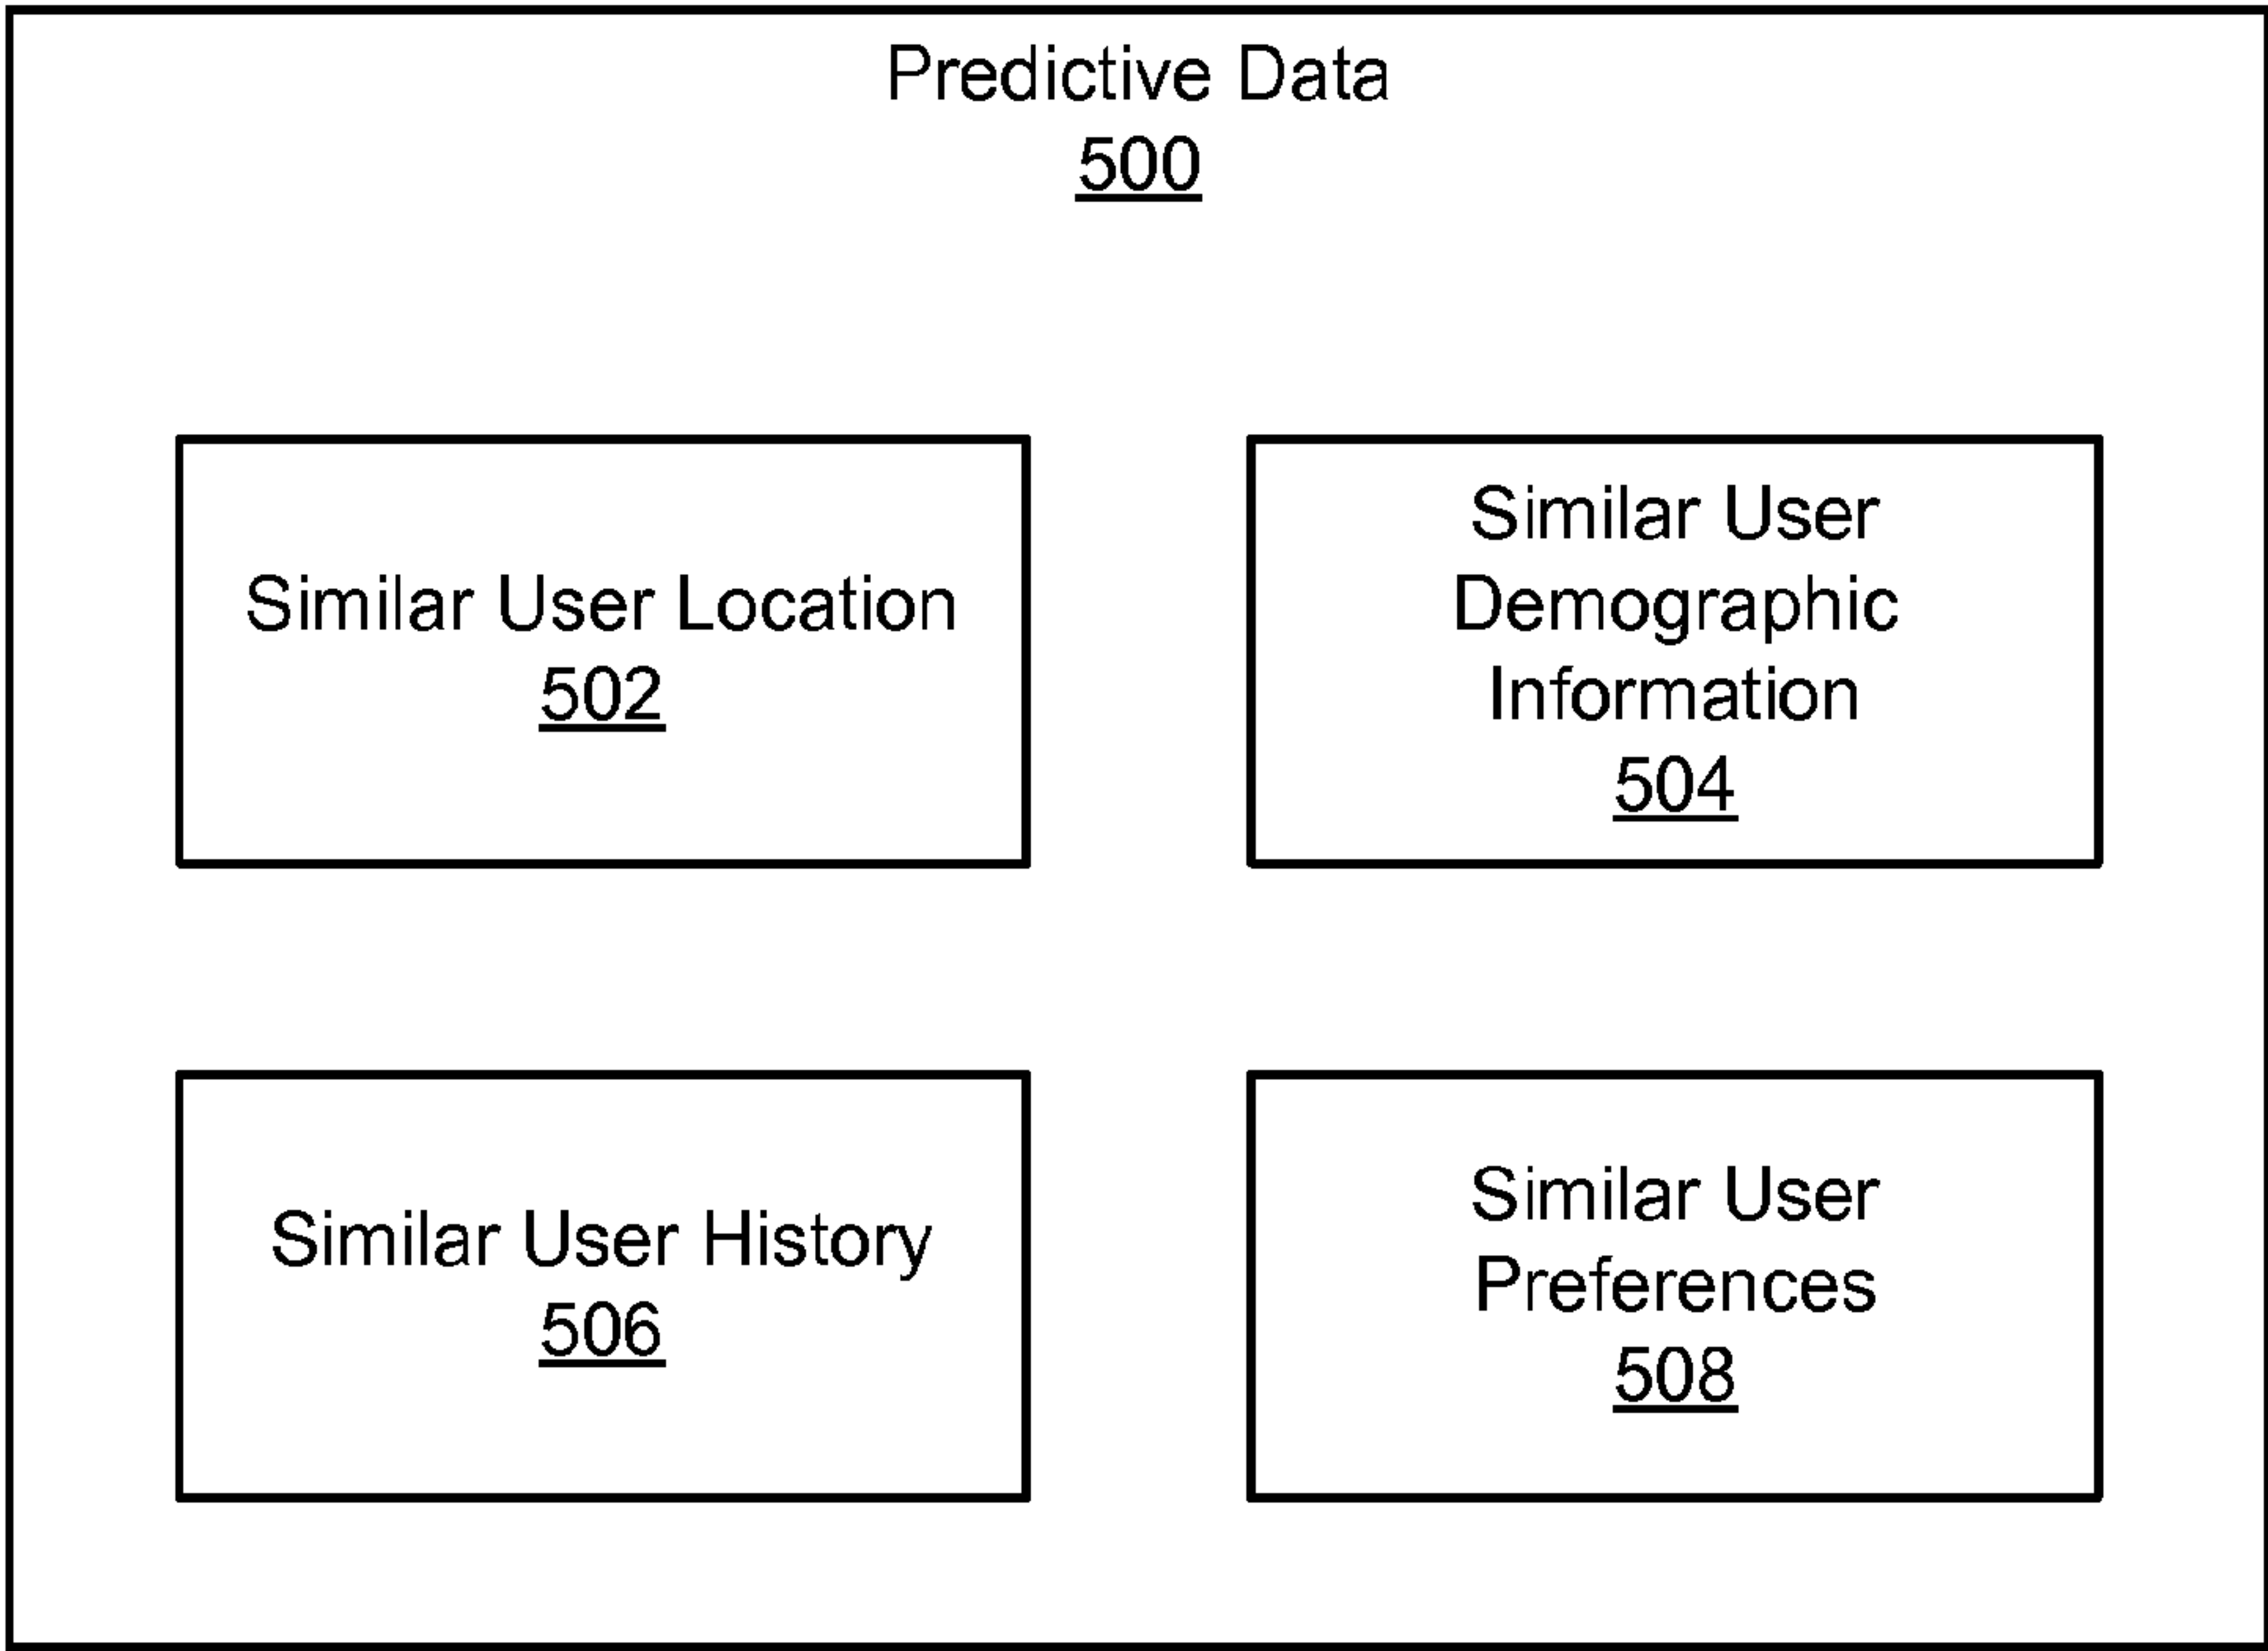 Predictive Data
500
Similar User Location
502
Similar User
Demographic
Information
504
Similar User History
506
Similar User
Preferences
508